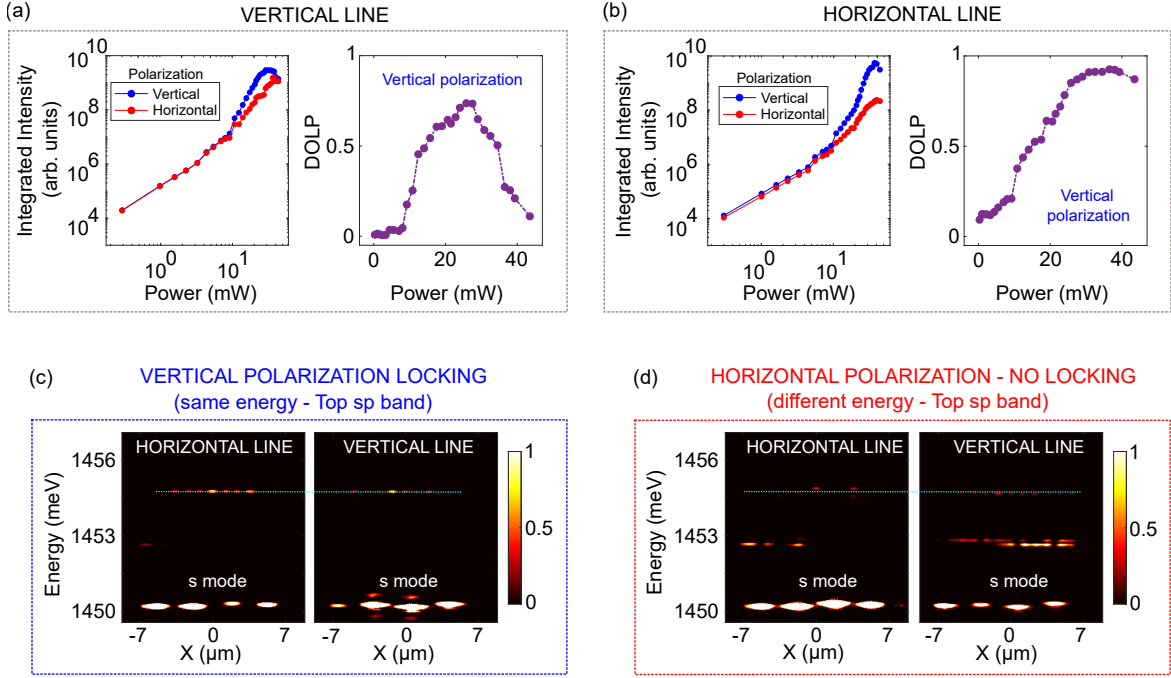 (a)
VERTICAL LINE
Integrated Intensity
(arb. units)
10^10
10^8
10^6
10^4
Polarization
Vertical
Horizontal
10^0
10^1
Power (mW)
DOLP
1
0.5
0
Vertical polarization
0
20
40
Power (mW)
(b)
HORIZONTAL LINE
Integrated Intensity
(arb. units)
10^10
10^8
10^6
10^4
Polarization
Vertical
Horizontal
10^0
10^1
Power (mW)
DOLP
1
0.5
0
Vertical
polarization
0
20
40
Power (mW)
(c)
VERTICAL POLARIZATION LOCKING
(same energy - Top sp band)
Energy (meV)
1456
1453
1450
HORIZONTAL LINE
s mode
-7
0
7
X (μm)
VERTICAL LINE
s mode
-7
0
7
X (μm)
1
0.5
0
(d)
HORIZONTAL POLARIZATION - NO LOCKING
(different energy - Top sp band)
Energy (meV)
1456
1453
1450
HORIZONTAL LINE
s mode
-7
0
7
X (μm)
VERTICAL LINE
s mode
-7
0
7
X (μm)
1
0.5
0